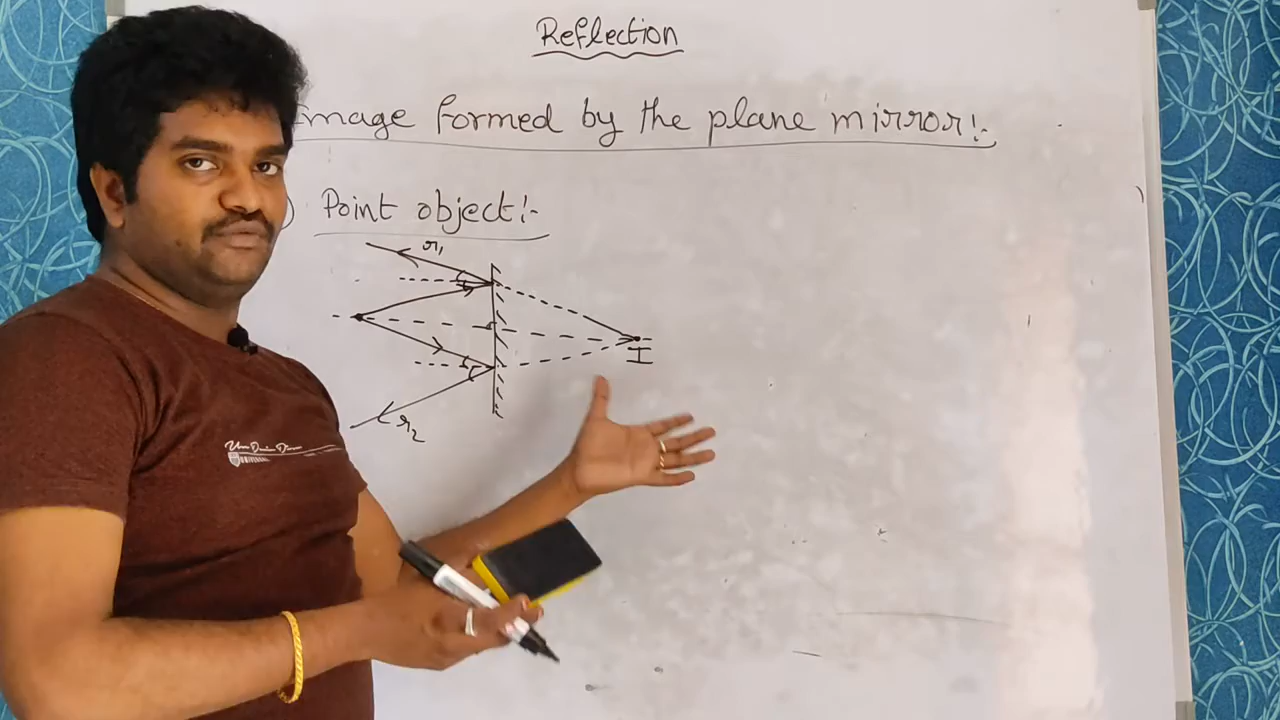 Reflection
Image formed by the plane mirror:-
) Point object:-
r₁
I
r₂